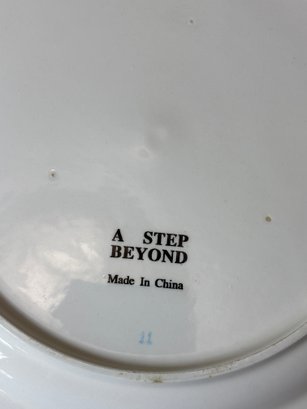 A STEP
BEYOND
Made In China
11